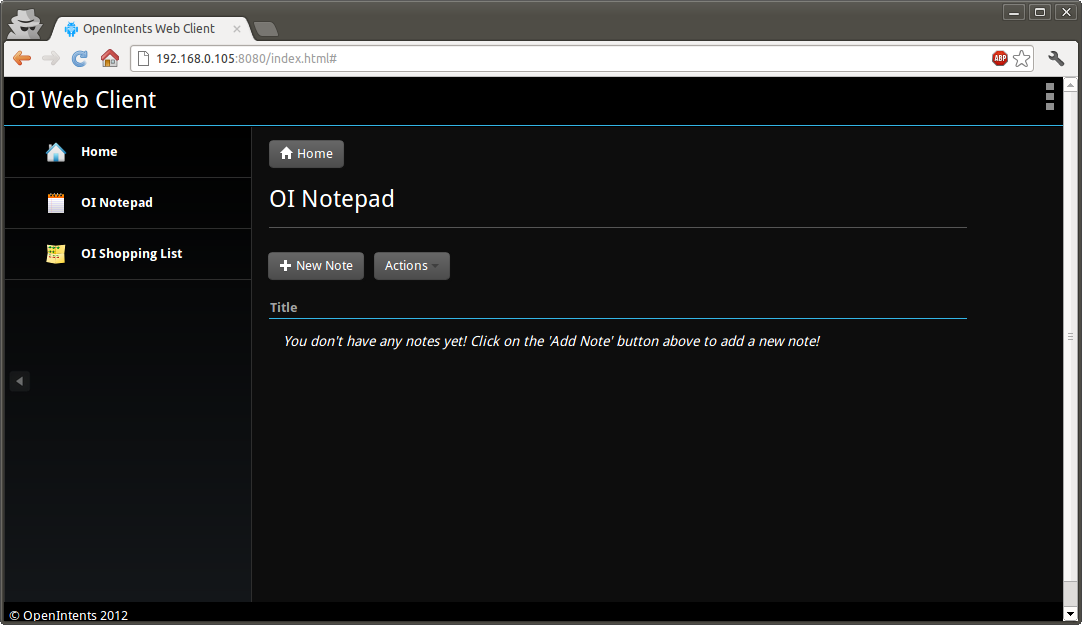 OpenIntents Web Client
192.168.0.105:8080/index.html#
ABP
OI Web Client
Home
OI Notepad
OI Shopping List
Home
OI Notepad
New Note
Actions
Title
You don't have any notes yet! Click on the 'Add Note' button above to add a new note!
© OpenIntents 2012